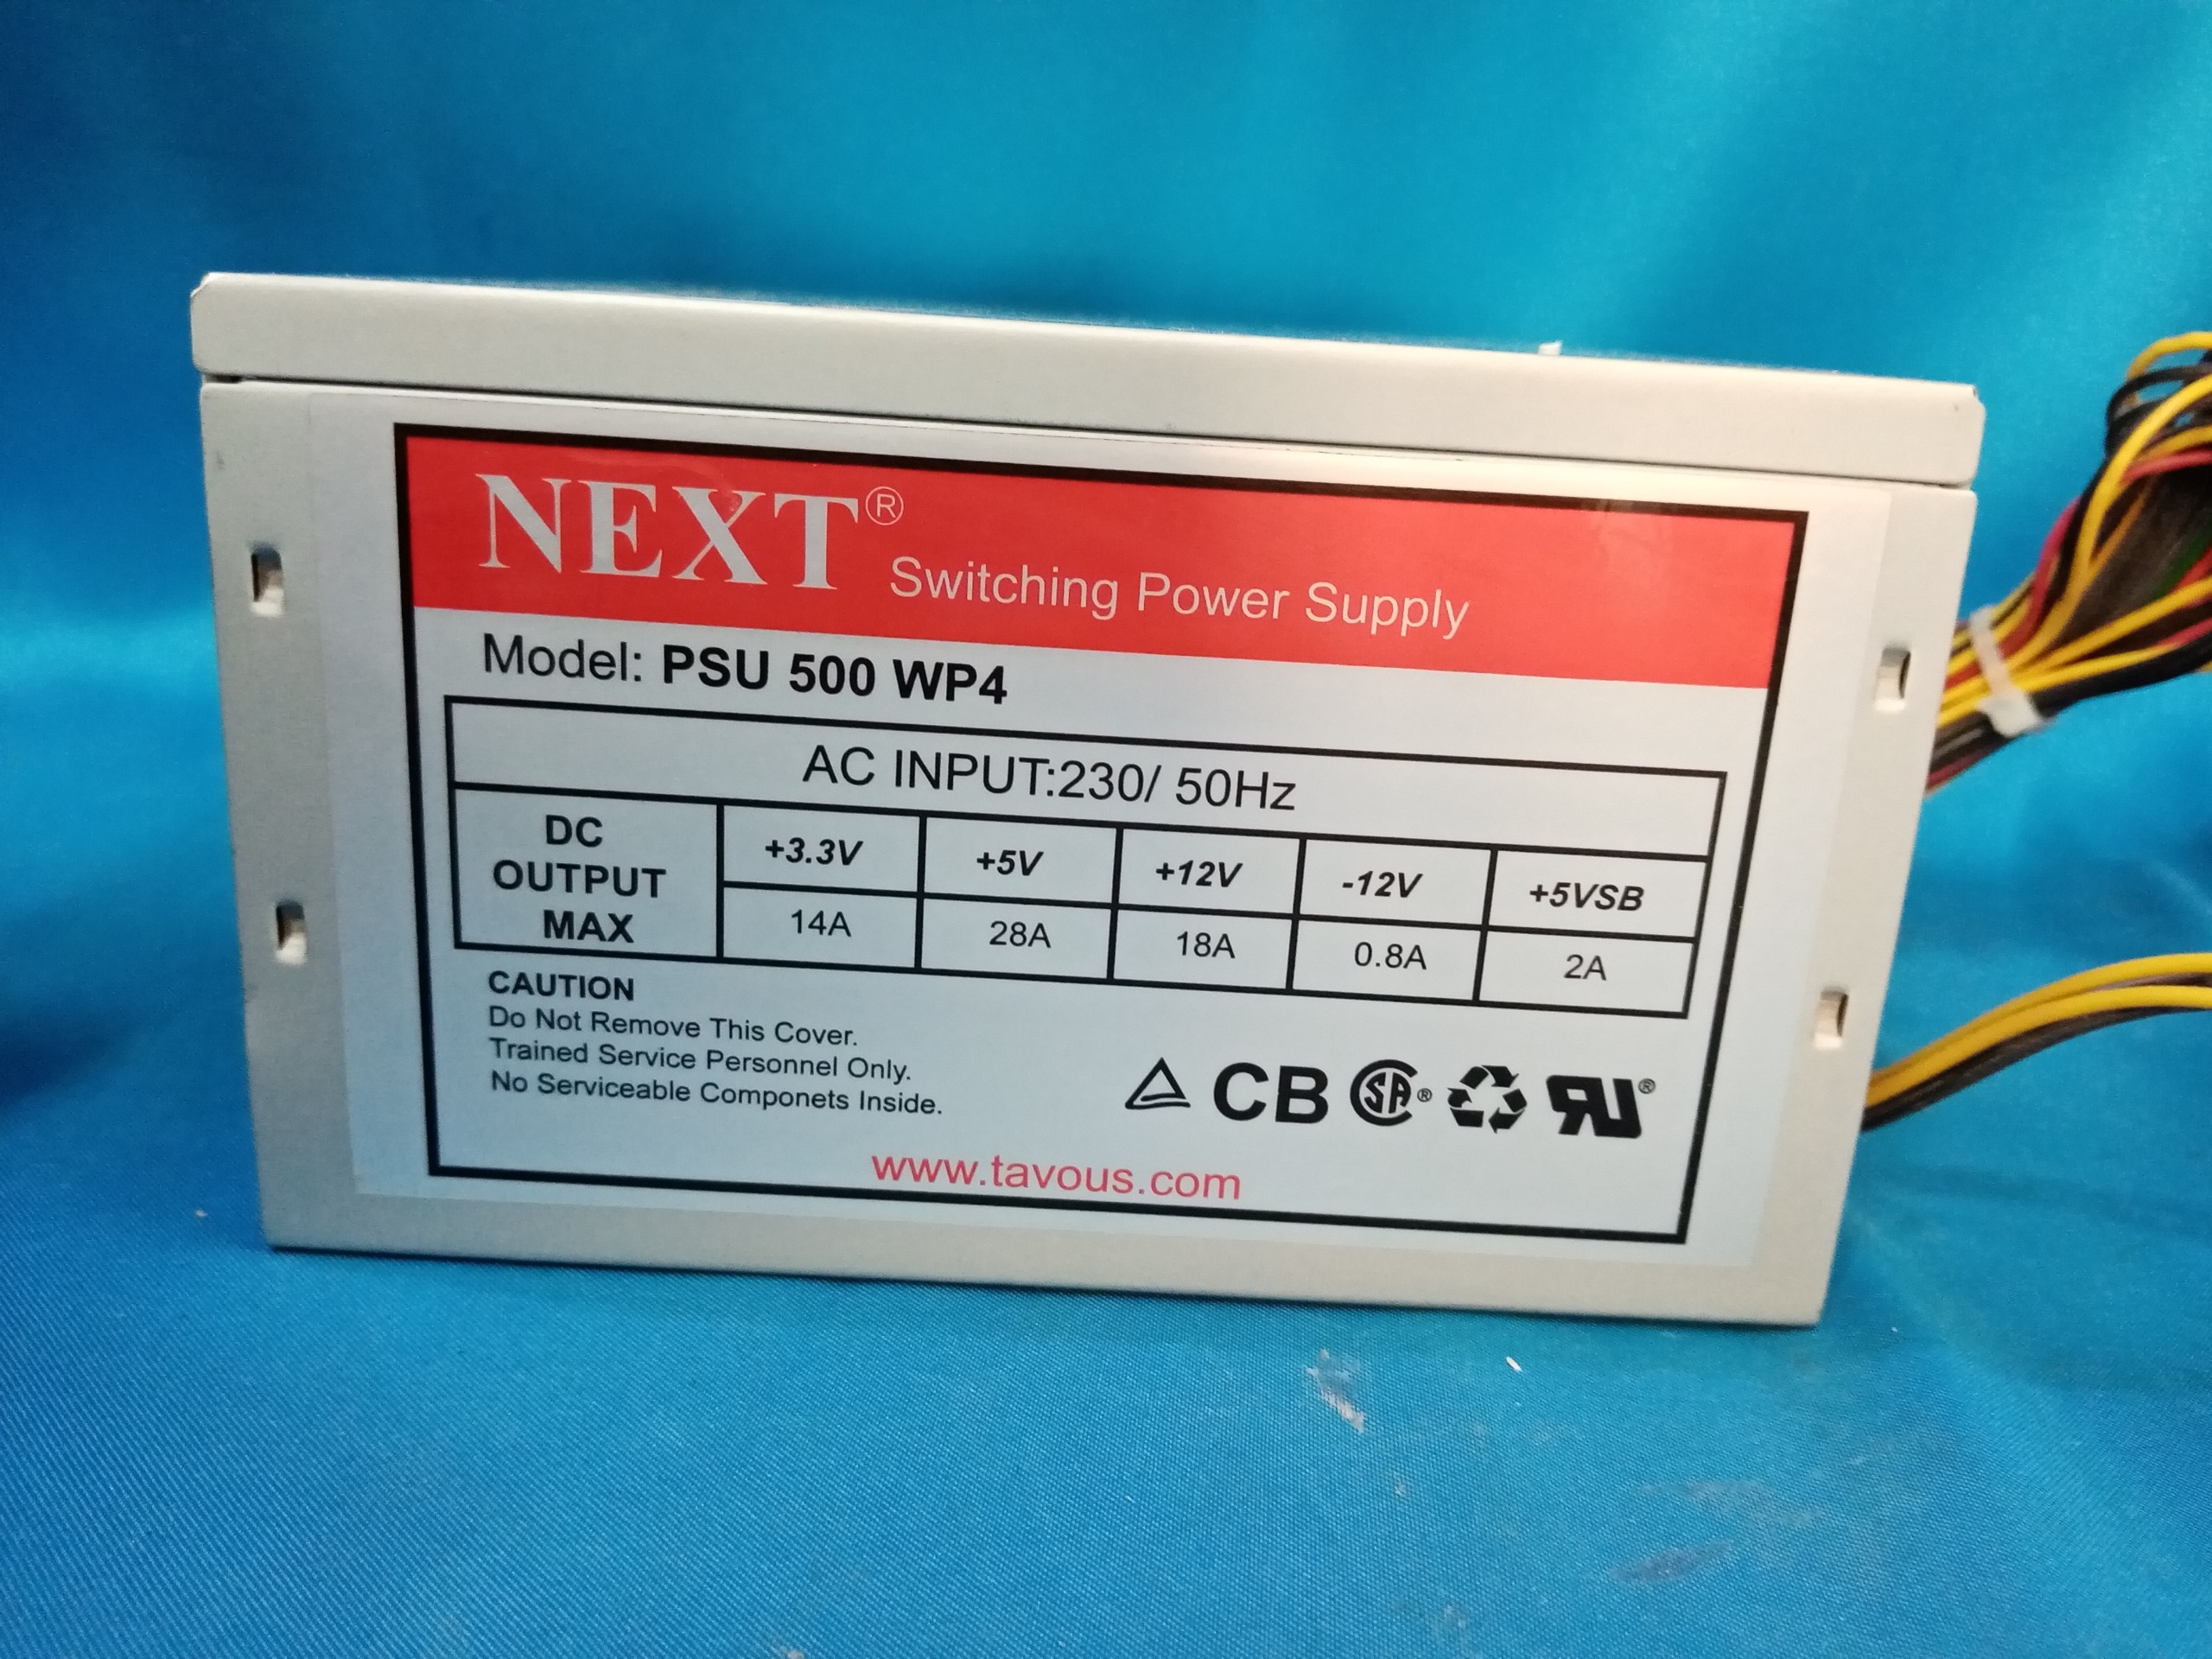 NEXT® Switching Power Supply
Model: PSU 500 WP4
AC INPUT:230/ 50Hz
DC OUTPUT MAX
+3.3V +5V +12V -12V +5VSB
14A 28A 18A 0.8A 2A
CAUTION
Do Not Remove This Cover.
Trained Service Personnel Only.
No Serviceable Componets Inside.
CB SA® RU®
www.tavous.com